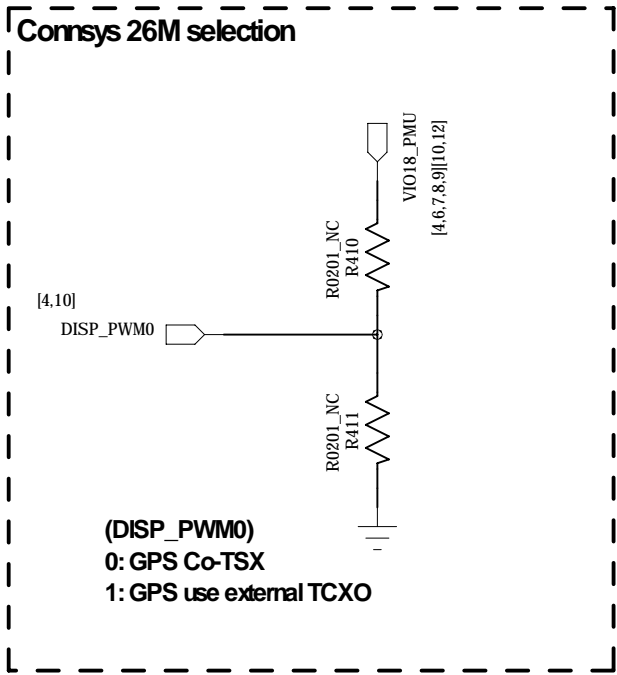 Connsys 26M selection
VIO18_PMU
[4,6,7,8,9][10,12]
R0201_NC
R410
[4,10]
DISP_PWM0
R0201_NC
R411
(DISP_PWM0)
0: GPS Co-TSX
1: GPS use external TCXO